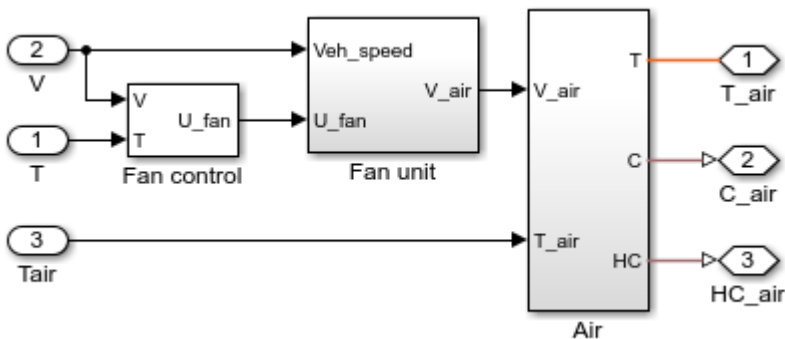 2
V
1
T
3
Tair
V
T
U_fan
Fan control
Veh_speed
U_fan
V_air
Fan unit
V_air
T_air
T
C
HC
Air
1
T_air
2
C_air
3
HC_air